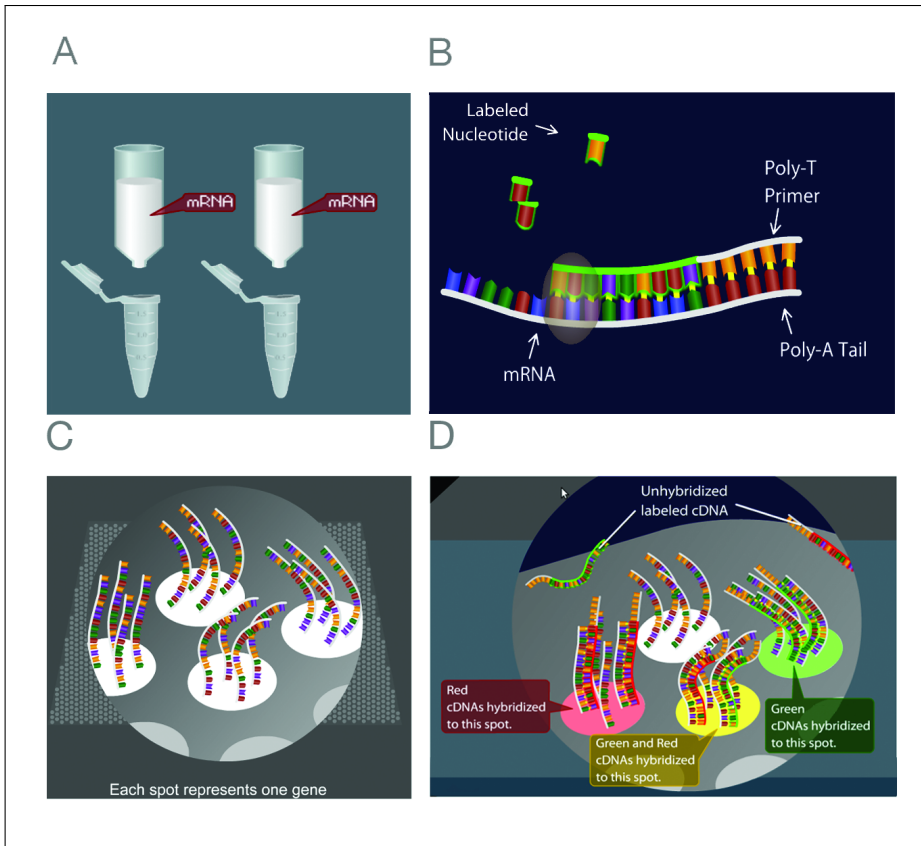 A
mRNA
mRNA
B
Labeled
Nucleotide
Poly-T
Primer
mRNA
Poly-A Tail
C
Each spot represents one gene
D
Unhybridized
labeled cDNA
Red
cDNAs hybridized
to this spot.
Green and Red
cDNAs hybridized
to this spot.
Green
cDNAs hybridized
to this spot.